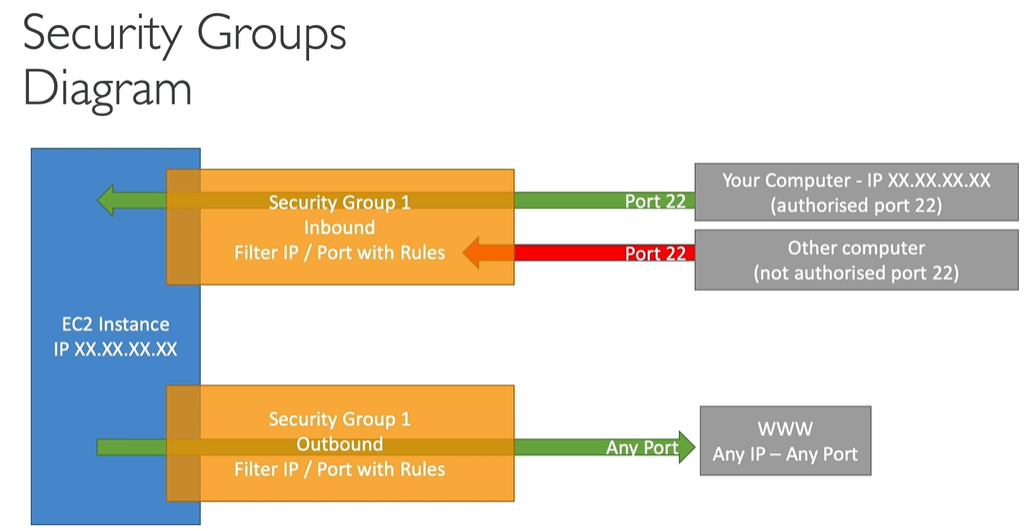 Security Groups
Diagram
Security Group 1
Inbound
Filter IP / Port with Rules
Port 22
Your Computer - IP XX.XX.XX.XX
(authorised port 22)
Port 22
Other computer
(not authorised port 22)
EC2 Instance
IP XX.XX.XX.XX
Security Group 1
Outbound
Filter IP / Port with Rules
Any Port
WWW
Any IP – Any Port